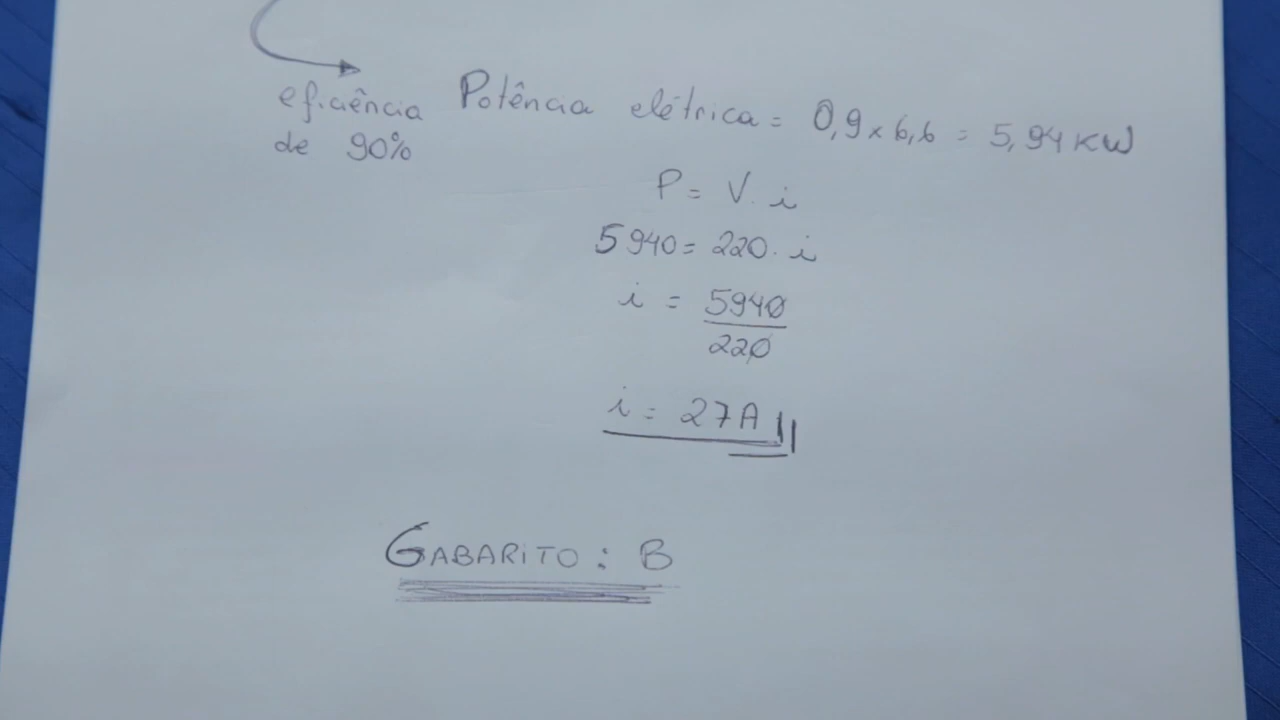 eficiência Potência elétrica = 0,9 x 6,6 = 5,94 KW
de 90%
P = V. i
5940 = 220. i
i = 5940
220
i = 27A
GABARITO: B